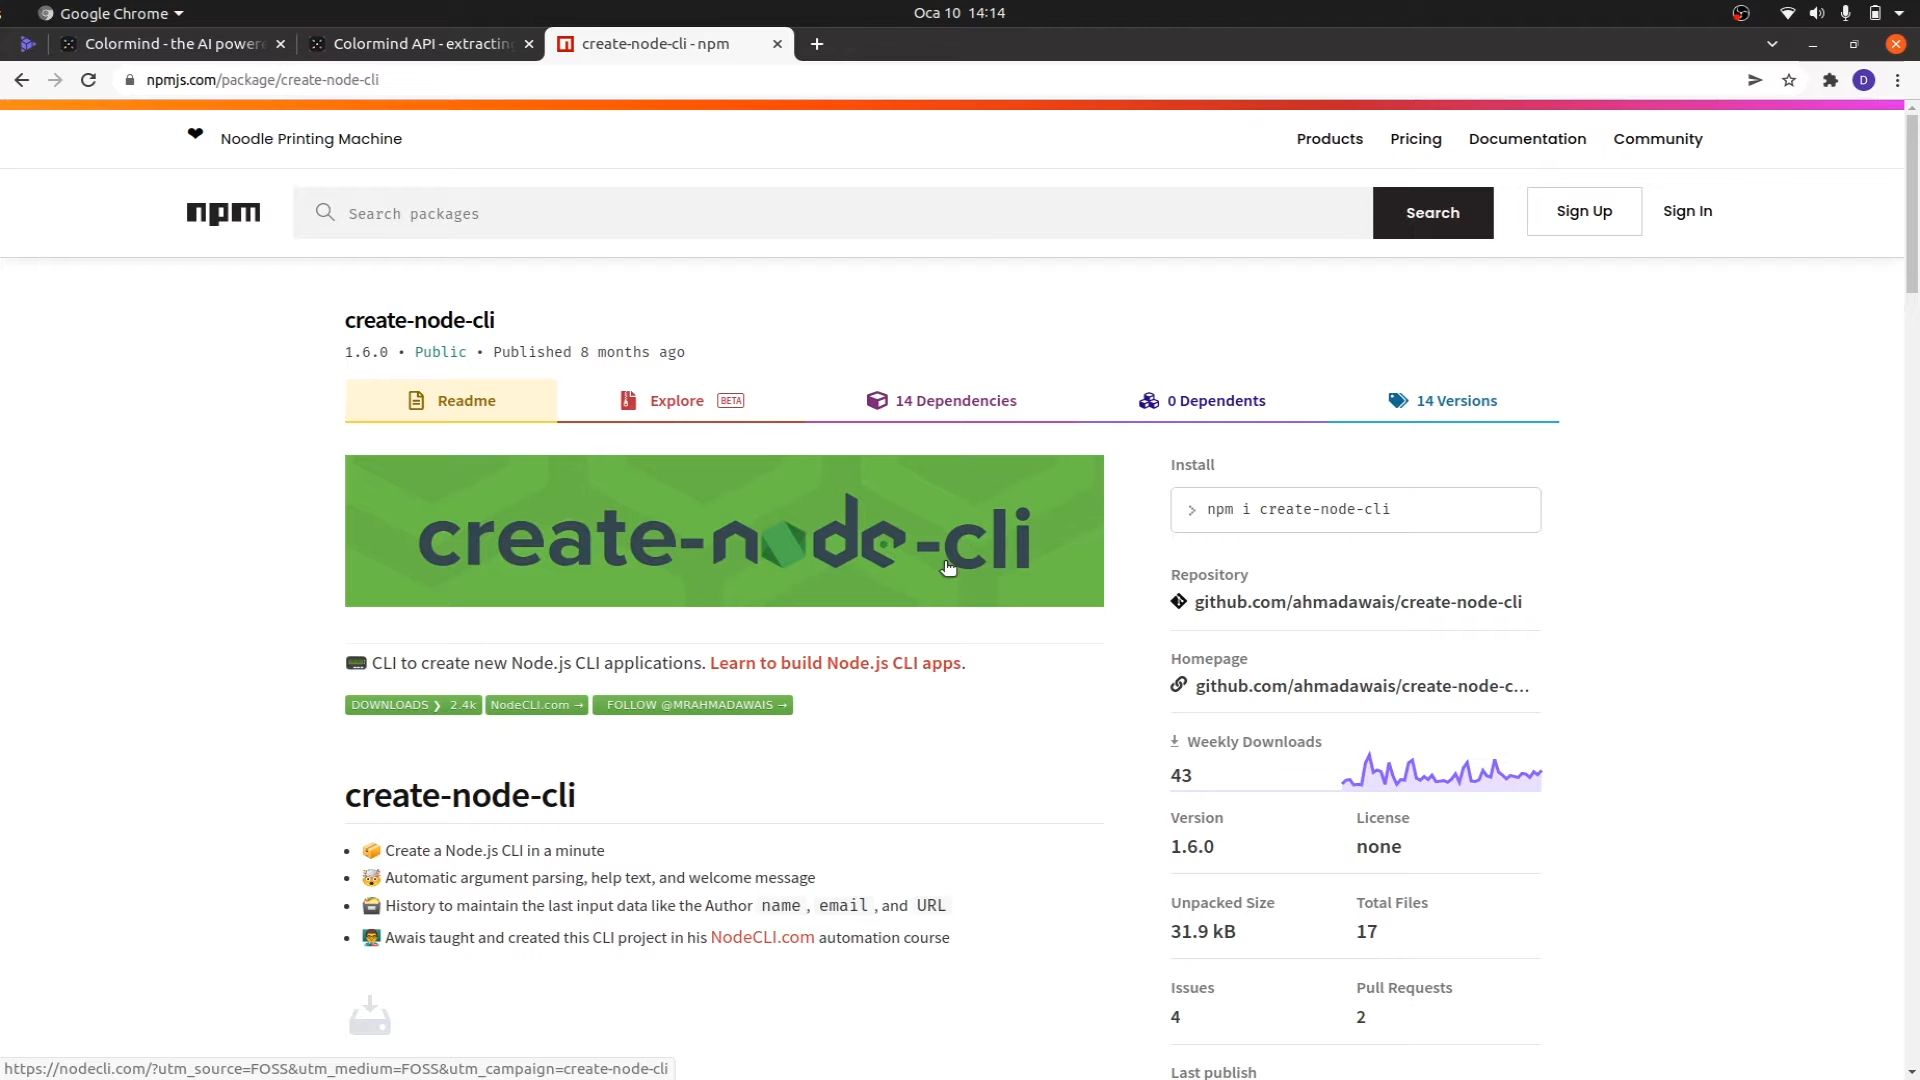 Google Chrome
Oca 10 14:14
Colormind - the AI powere
Colormind API - extracting
create-node-cli - npm
npmjs.com/package/create-node-cli
D
❤ Noodle Printing Machine
Products
Pricing
Documentation
Community
npm
Search packages
Search
Sign Up
Sign In
create-node-cli
1.6.0 • Public • Published 8 months ago
Readme
Explore BETA
14 Dependencies
0 Dependents
14 Versions
create-node-cli
📟 CLI to create new Node.js CLI applications. Learn to build Node.js CLI apps.
DOWNLOADS ❯ 2.4k
NodeCLI.com →
FOLLOW @MRAHMADAWAIS →
create-node-cli
• 📦 Create a Node.js CLI in a minute
• 🤯 Automatic argument parsing, help text, and welcome message
• 🗃 History to maintain the last input data like the Author name, email, and URL
• 👨‍🏫 Awais taught and created this CLI project in his NodeCLI.com automation course
Install
> npm i create-node-cli
Repository
github.com/ahmadawais/create-node-cli
Homepage
github.com/ahmadawais/create-node-c...
Weekly Downloads
43
Version
License
1.6.0
none
Unpacked Size
Total Files
31.9 kB
17
Issues
Pull Requests
4
2
Last publish
https://nodecli.com/?utm_source=FOSS&utm_medium=FOSS&utm_campaign=create-node-cli